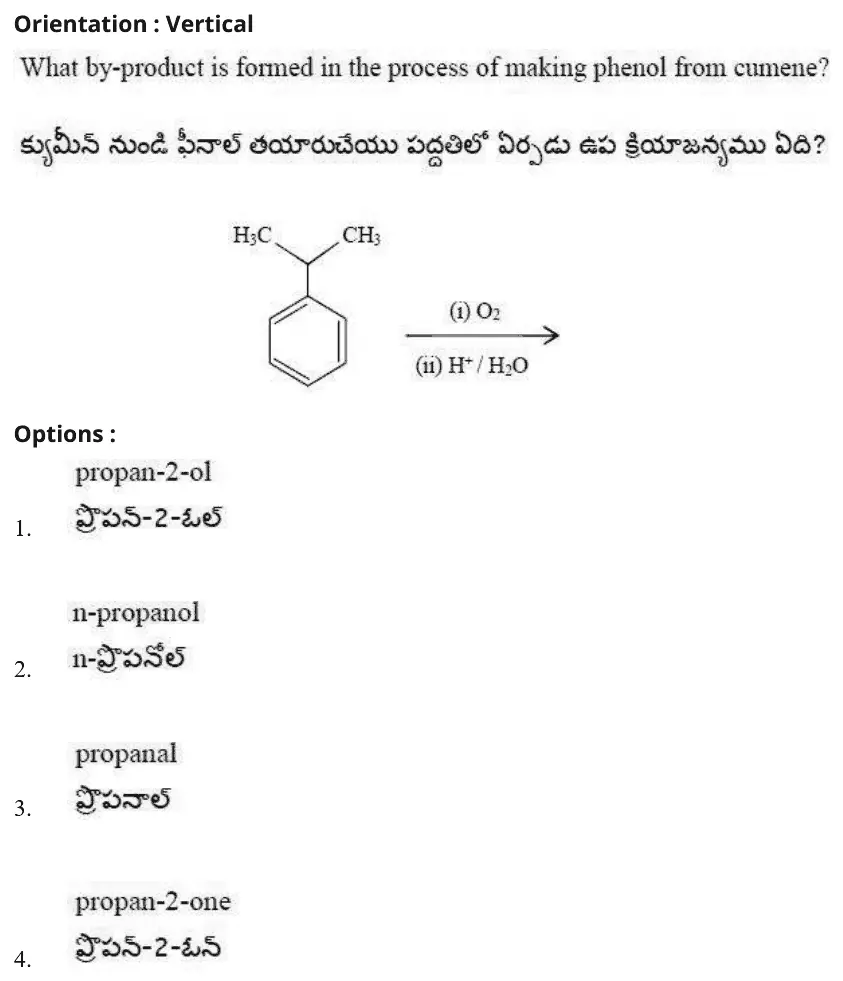 Orientation : Vertical
What by-product is formed in the process of making phenol from cumene?
క్యుమీన్ నుండి ఫీనాల్ తయారుచేయు పద్దతిలో ఏర్పడు ఉప క్రియాజన్యము ఏది?
H₃C CH₃
(i) O₂
(ii) H⁺ / H₂O
Options :
propan-2-ol
1. ప్రొపన్-2-ఓల్
n-propanol
2. n-ప్రొపనోల్
propanal
3. ప్రొపనాల్
propan-2-one
4. ప్రొపన్-2-ఓన్